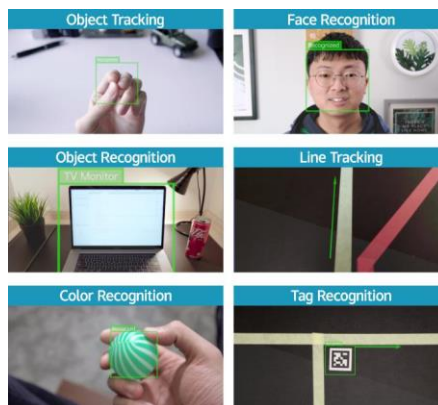 Object Tracking
Face Recognition
Recognized
Object Recognition
Line Tracking
TV Monitor
Color Recognition
Tag Recognition